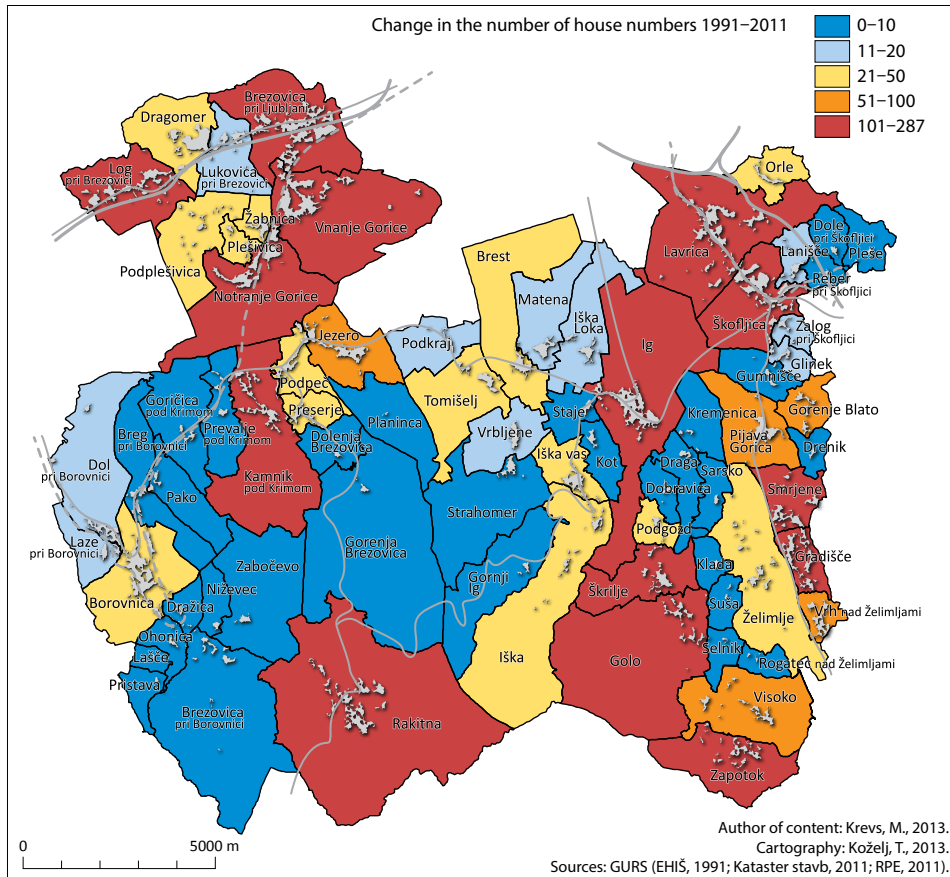 Change in the number of house numbers 1991–2011
0–10
11–20
21–50
51–100
101–287
Brezovica
pri Ljubljani
Dragomer
Log
pri Brezovici
Lukovica
pri Brezovici
Orle
Žabnica
Vnanje Gorice
Plešivica
Podplešivica
Notranje Gorice
Brest
Lavrica
Dole
pri Škofljici
Lanišče
Pleše
Reber
pri Škofljici
Matena
Iška
Loka
Ig
Škofljica
Zalog
pri Škofljici
Glinek
Gumnišče
Jezero
Podkraj
Podpeč
Preserje
Tomišelj
Goričica
pod Krimom
Prevalje
pod Krimom
Breg
pri Borovnici
Dol
pri Borovnici
Dolenja
Brezovica
Planinca
Vrbljene
Staje
Kremenica
Gorenje Blato
Pijava
Gorica
Drenik
Iška vas
Kot
Draga
Sarsko
Dobravica
Smrjene
Kamnik
pod Krimom
Pako
Strahomer
Podgozd
Laze
pri Borovnici
Gorenja
Brezovica
Zabočevo
Gornji
Ig
Gradišče
Klada
Škrilje
Niževec
Borovnica
Dražica
Suša
Želimlje
Vrh nad Želimljami
Ohonica
Lašče
Pristava
Iška
Golo
Selnik
Rogatec nad Želimljami
Brezovica
pri Borovnici
Rakitna
Visoko
Zapotok
0
5000 m
Author of content: Krevs, M., 2013.
Cartography: Koželj, T., 2013.
Sources: GURS (EHIŠ, 1991; Kataster stavb, 2011; RPE, 2011).